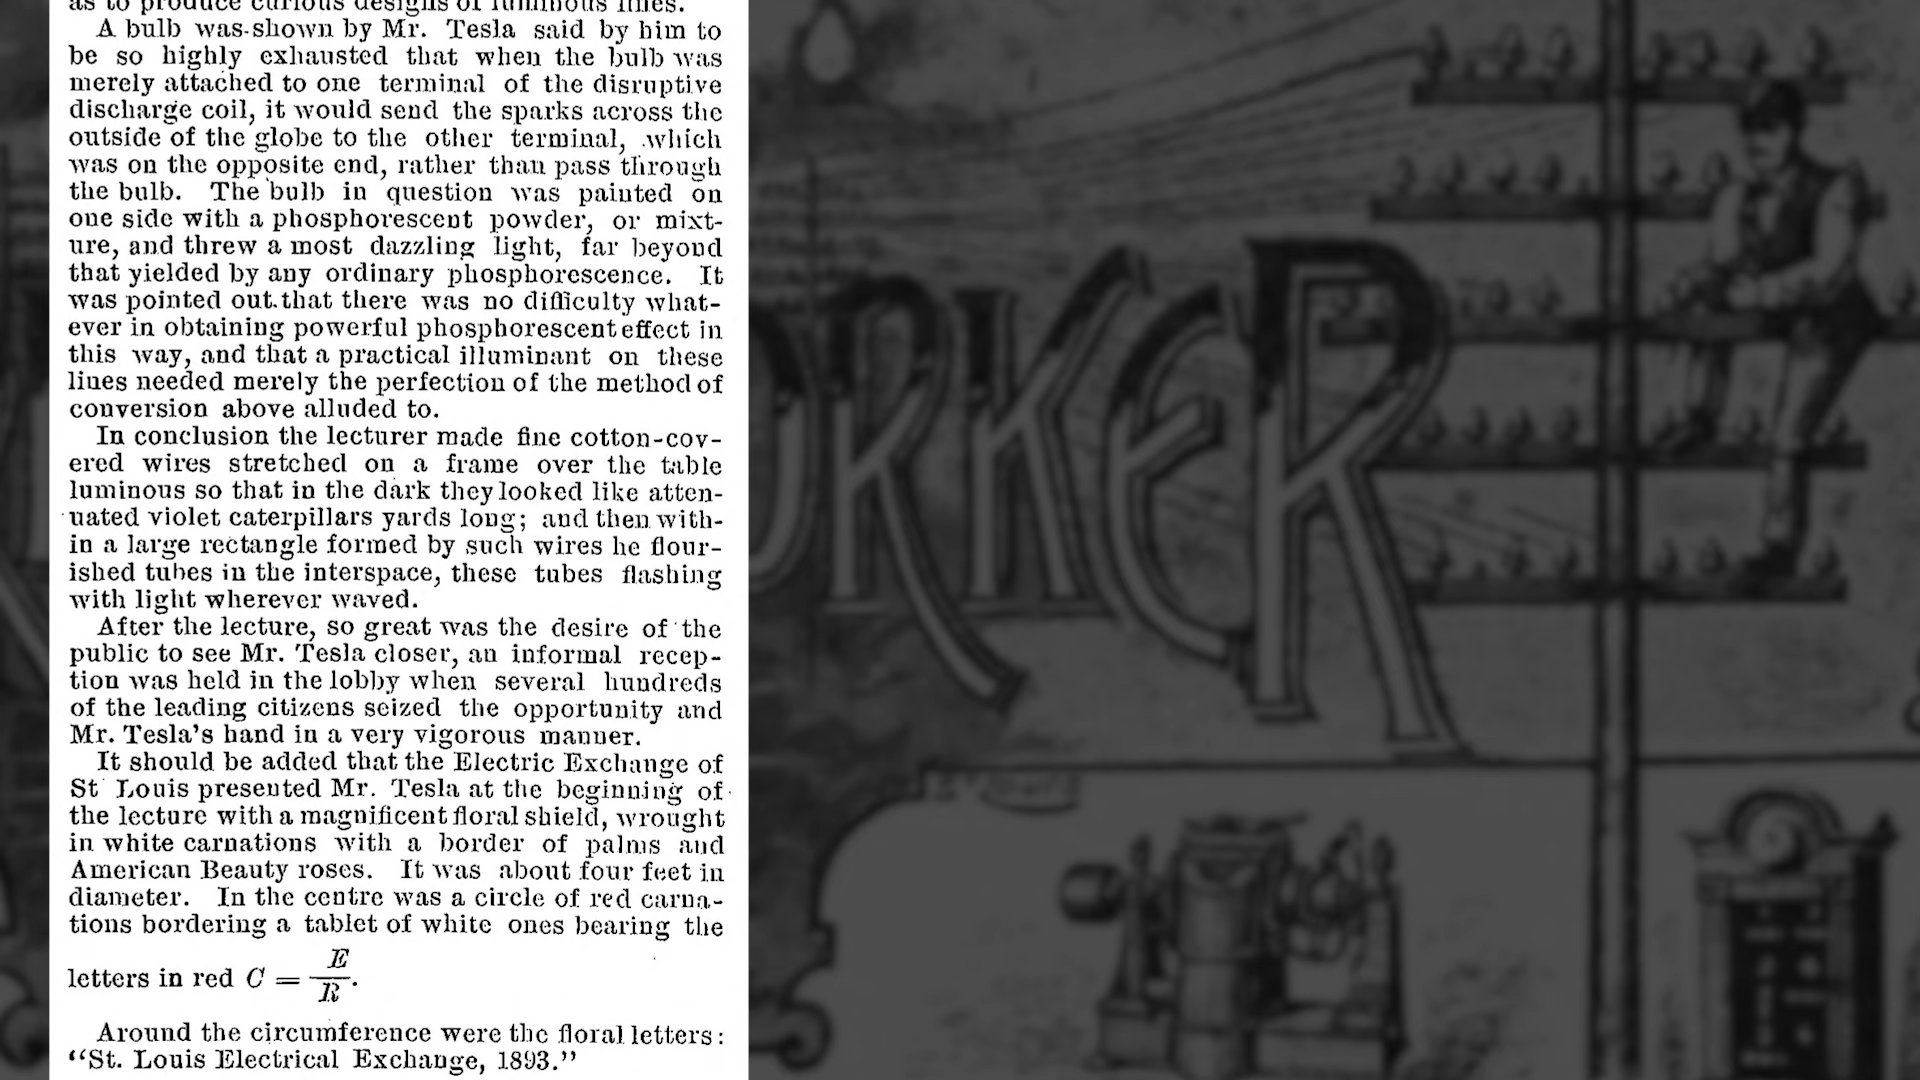 as to produce curious designs of luminous lines.
A bulb was shown by Mr. Tesla said by him to
be so highly exhausted that when the bulb was
merely attached to one terminal of the disruptive
discharge coil, it would send the sparks across the
outside of the globe to the other terminal, which
was on the opposite end, rather than pass through
the bulb. The bulb in question was painted on
one side with a phosphorescent powder, or mixt-
ure, and threw a most dazzling light, far beyond
that yielded by any ordinary phosphorescence. It
was pointed out that there was no difficulty what-
ever in obtaining powerful phosphorescent effect in
this way, and that a practical illuminant on these
lines needed merely the perfection of the method of
conversion above alluded to.
In conclusion the lecturer made fine cotton-cov-
ered wires stretched on a frame over the table
luminous so that in the dark they looked like atten-
uated violet caterpillars yards long; and then with-
in a large rectangle formed by such wires he flour-
ished tubes in the interspace, these tubes flashing
with light wherever waved.
After the lecture, so great was the desire of the
public to see Mr. Tesla closer, an informal recep-
tion was held in the lobby when several hundreds
of the leading citizens seized the opportunity and
Mr. Tesla's hand in a very vigorous manner.
It should be added that the Electric Exchange of
St Louis presented Mr. Tesla at the beginning of
the lecture with a magnificent floral shield, wrought
in white carnations with a border of palms and
American Beauty roses. It was about four feet in
diameter. In the centre was a circle of red carna-
tions bordering a tablet of white ones bearing the
letters in red C = E/R.
Around the circumference were the floral letters:
"St. Louis Electrical Exchange, 1893."
ORKER